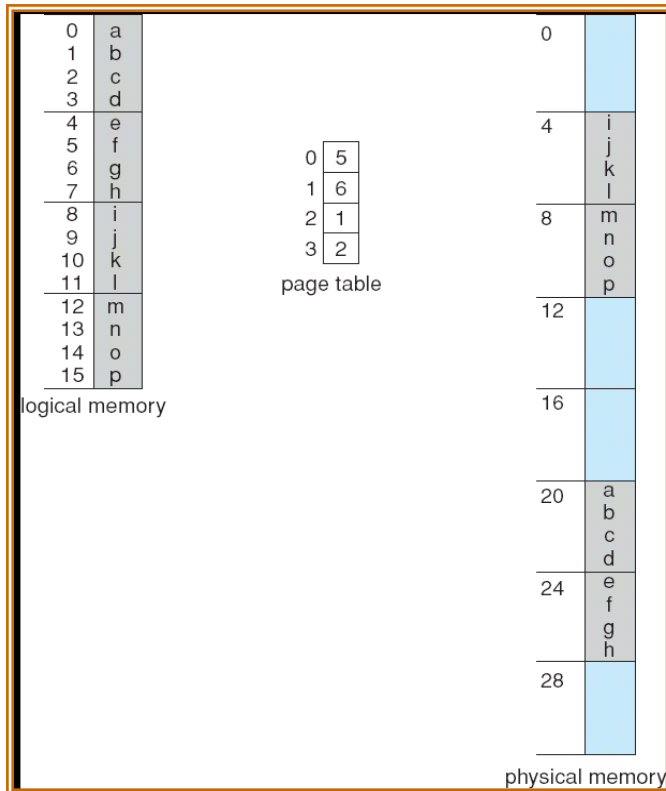 0 a
1 b
2 c
3 d
4 e
5 f
6 g
7 h
8 i
9 j
10 k
11 l
12 m
13 n
14 o
15 p
logical memory
0 5
1 6
2 1
3 2
page table
0
4 i
j
k
l
8 m
n
o
p
12
16
20 a
b
c
d
24 e
f
g
h
28
physical memory